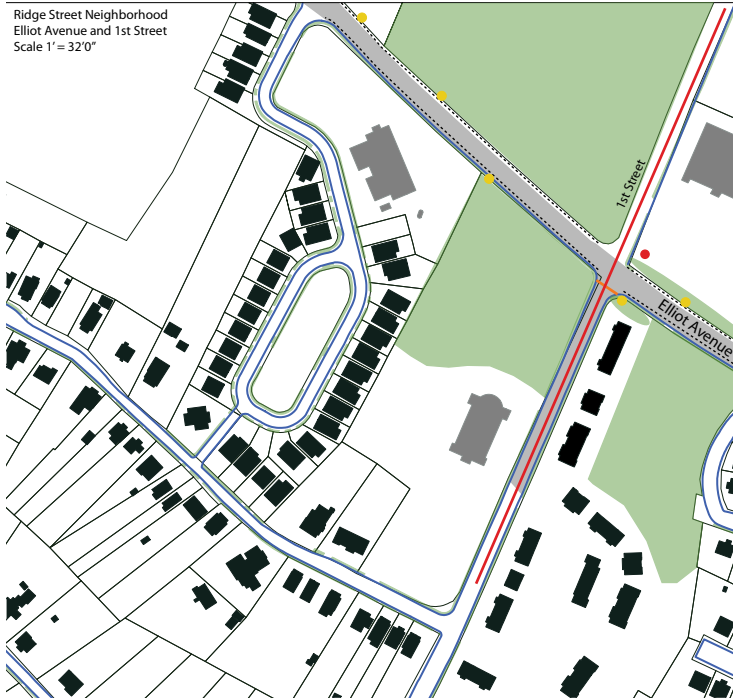 Ridge Street Neighborhood
Elliot Avenue and 1st Street
Scale 1’ = 32’0”
1st Street
Elliot Avenue